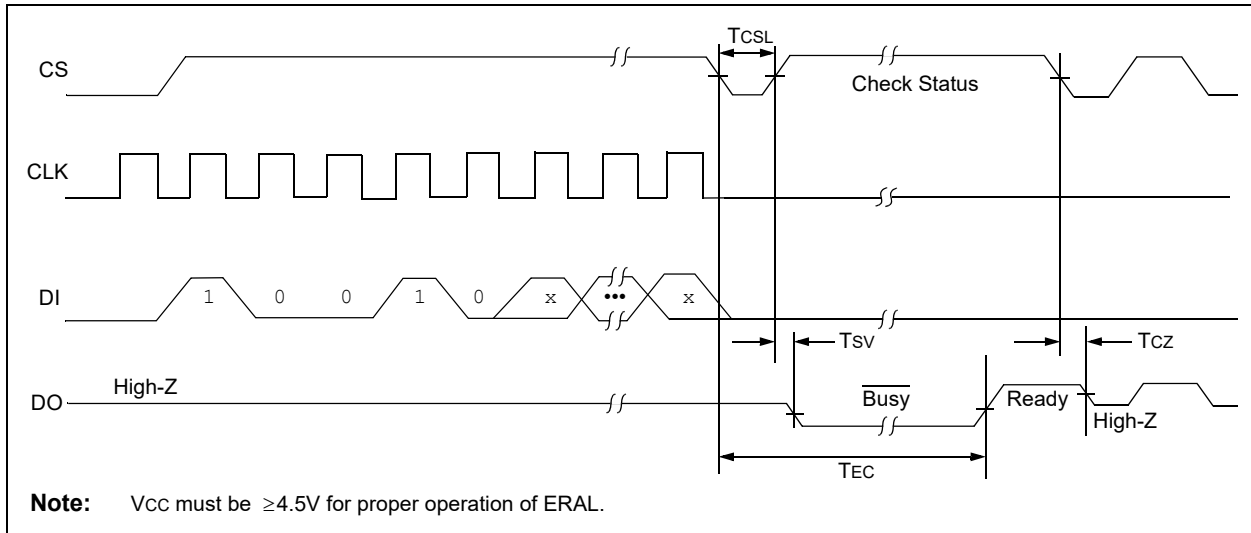 TCSL
CS
Check Status
CLK
DI
1 0 0 1 0 x ••• x
TSV
TCZ
High-Z
DO
Busy
Ready
High-Z
TEC
Note: VCC must be ≥4.5V for proper operation of ERAL.